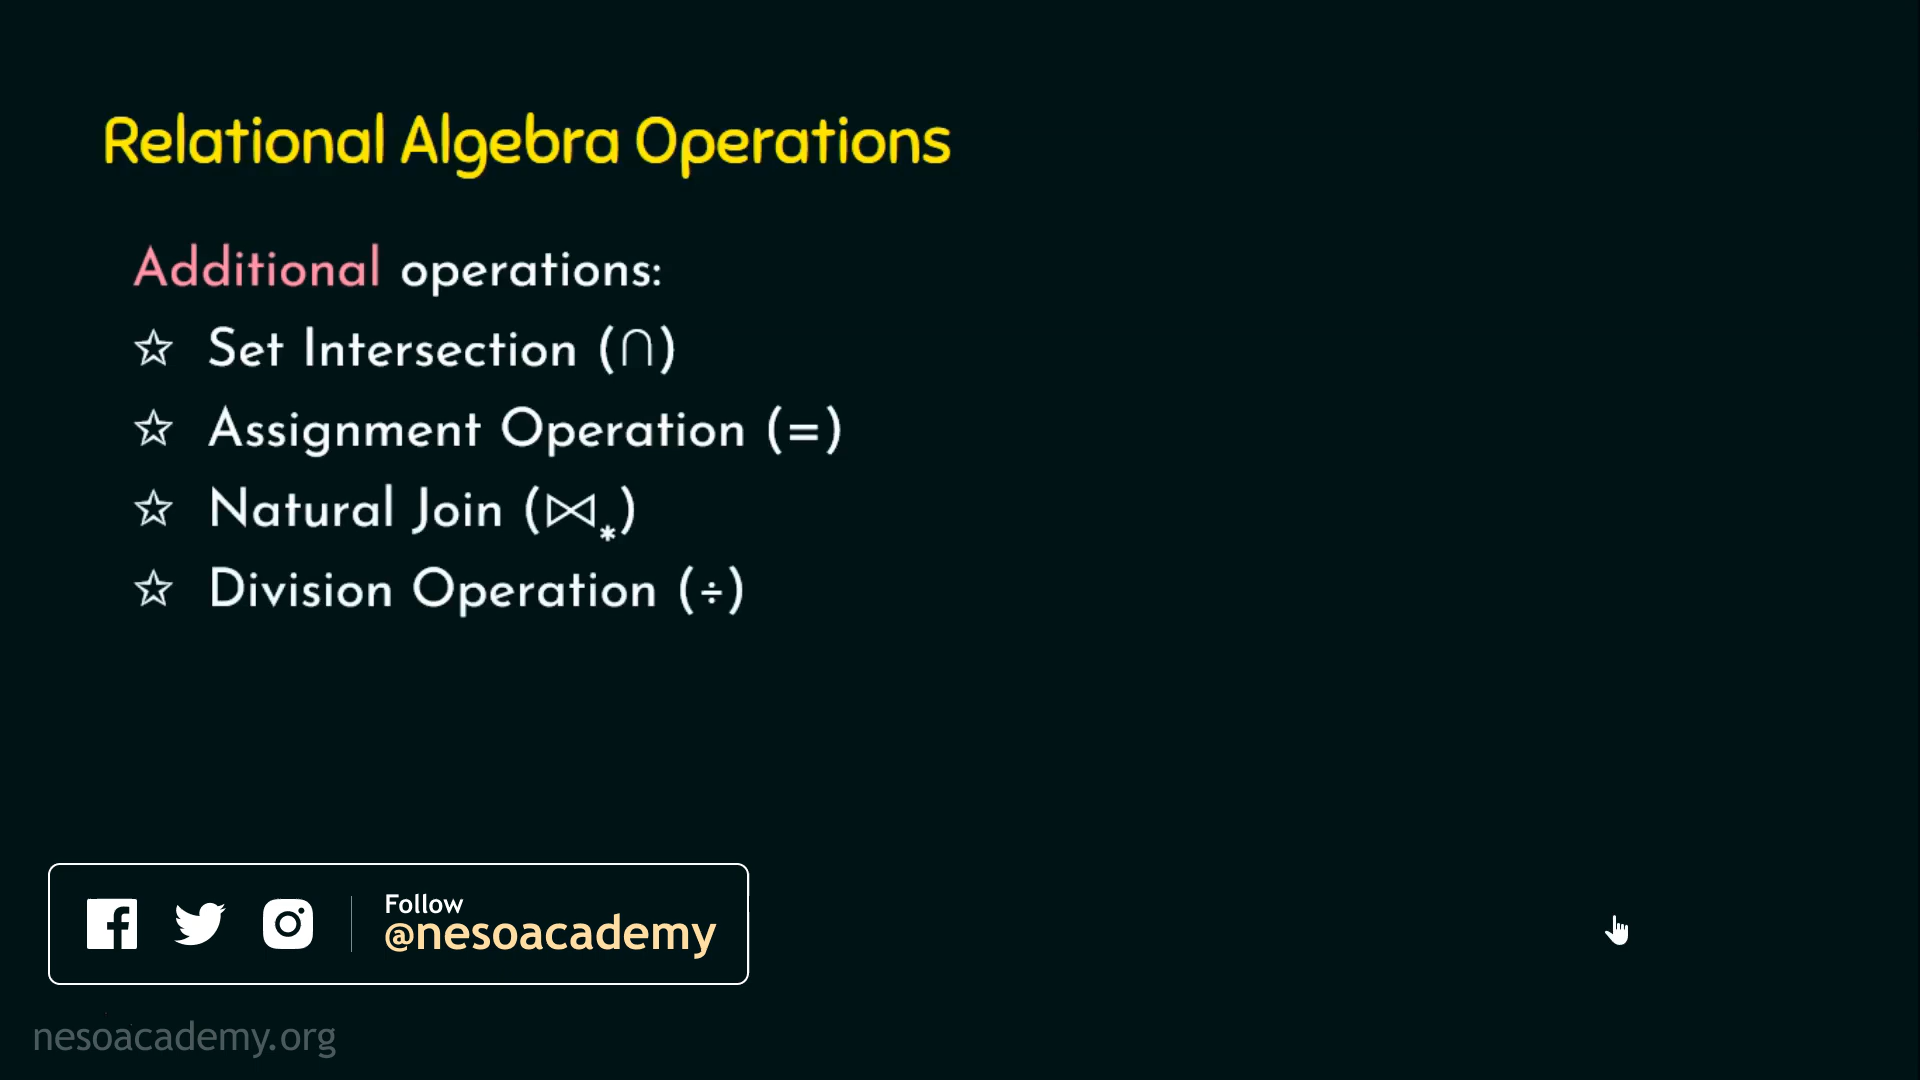 Relational Algebra Operations
Additional operations:
☆ Set Intersection (∩)
☆ Assignment Operation (=)
☆ Natural Join (⋈*)
☆ Division Operation (÷)
Follow
@nesoacademy
nesoacademy.org